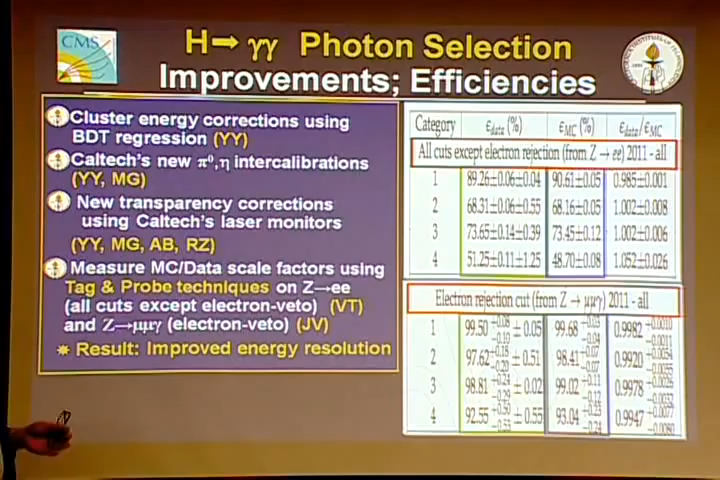 CMS
H→ γγ Photon Selection
Improvements; Efficiencies
Cluster energy corrections using
BDT regression (YY)
Caltech's new π⁰,η intercalibrations
(YY, MG)
New transparency corrections
using Caltech's laser monitors
(YY, MG, AB, RZ)
Measure MC/Data scale factors using
Tag & Probe techniques on Z→ee
(all cuts except electron-veto) (VT)
and Z→μμγ (electron-veto) (JV)
Result: Improved energy resolution
Category ε_data (%) ε_MC (%) ε_data/ε_MC
All cuts except electron rejection (from Z → ee) 2011 - all
1 89.26±0.06±0.04 90.61±0.05 0.985±0.001
2 68.31±0.06±0.55 68.16±0.05 1.002±0.008
3 73.65±0.14±0.39 73.45±0.12 1.002±0.006
4 51.25±0.11±1.25 48.70±0.08 1.052±0.026
Electron rejection cut (from Z → μμγ) 2011 - all
1 99.50 ± 0.05 99.68 0.9982
2 97.62 ± 0.51 98.41 0.9920
3 98.81 ± 0.02 99.02 0.9978
4 92.55 ± 0.55 93.04 0.9947